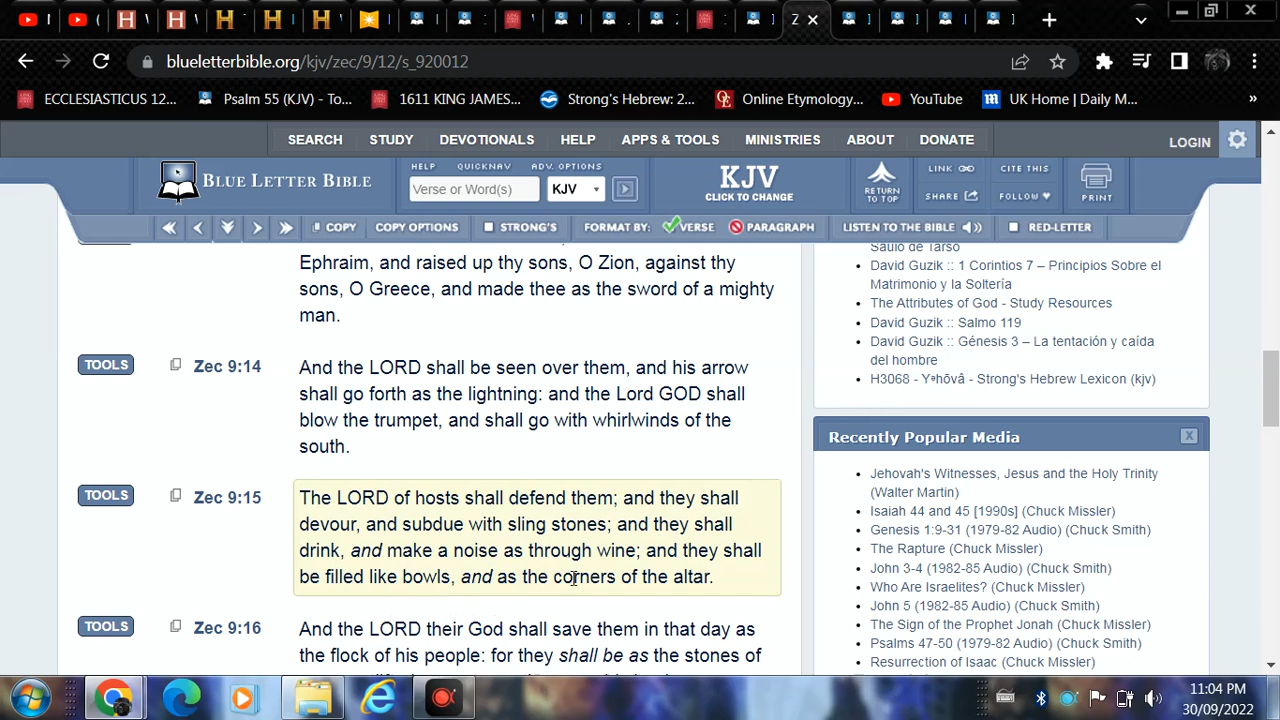 blueletterbible.org/kjv/zec/9/12/s_920012
ECCLESIASTICUS 12...
Psalm 55 (KJV) - To...
1611 KING JAMES...
Strong's Hebrew: 2...
Online Etymology...
YouTube
UK Home | Daily M...
»
SEARCH STUDY DEVOTIONALS HELP APPS & TOOLS MINISTRIES ABOUT DONATE
LOGIN
BLUE LETTER BIBLE
HELP QUICKNAV ADV. OPTIONS
Verse or Word(s)
KJV
KJV
CLICK TO CHANGE
RETURN
TO TOP
LINK
CITE THIS
SHARE
FOLLOW
PRINT
COPY
COPY OPTIONS
STRONG'S
FORMAT BY:
VERSE
PARAGRAPH
LISTEN TO THE BIBLE
RED-LETTER
Ephraim, and raised up thy sons, O Zion, against thy
sons, O Greece, and made thee as the sword of a mighty
man.
TOOLS
Zec 9:14
And the LORD shall be seen over them, and his arrow
shall go forth as the lightning: and the Lord GOD shall
blow the trumpet, and shall go with whirlwinds of the
south.
TOOLS
Zec 9:15
The LORD of hosts shall defend them; and they shall
devour, and subdue with sling stones; and they shall
drink, and make a noise as through wine; and they shall
be filled like bowls, and as the corners of the altar.
TOOLS
Zec 9:16
And the LORD their God shall save them in that day as
the flock of his people: for they shall be as the stones of
Saulo de Tarso
David Guzik :: 1 Corintios 7 – Principios Sobre el
Matrimonio y la Soltería
The Attributes of God - Study Resources
David Guzik :: Salmo 119
David Guzik :: Génesis 3 – La tentación y caída
del hombre
H3068 - Yᵊhōvâ - Strong's Hebrew Lexicon (kjv)
Recently Popular Media
X
Jehovah's Witnesses, Jesus and the Holy Trinity
(Walter Martin)
Isaiah 44 and 45 [1990s] (Chuck Missler)
Genesis 1:9-31 (1979-82 Audio) (Chuck Smith)
The Rapture (Chuck Missler)
John 3-4 (1982-85 Audio) (Chuck Smith)
Who Are Israelites? (Chuck Missler)
John 5 (1982-85 Audio) (Chuck Smith)
The Sign of the Prophet Jonah (Chuck Missler)
Psalms 47-50 (1979-82 Audio) (Chuck Smith)
Resurrection of Isaac (Chuck Missler)
11:04 PM
30/09/2022